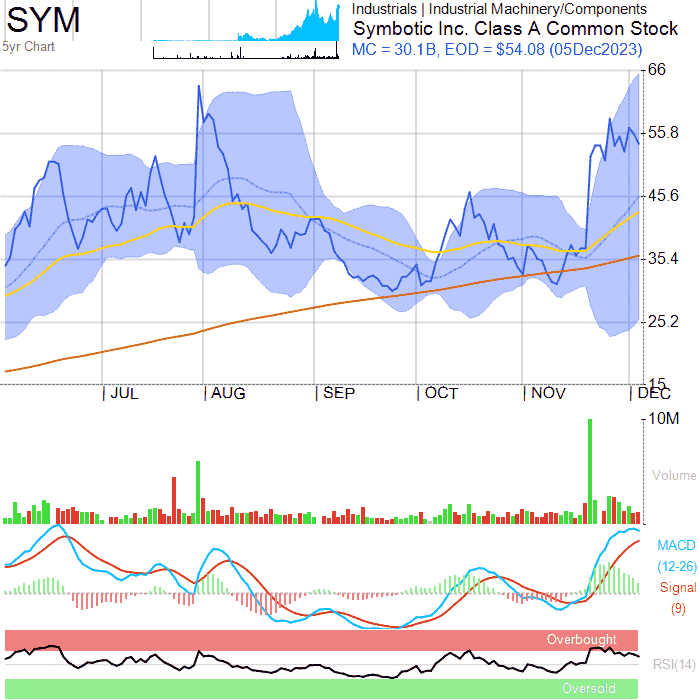 SYM
5yr Chart
Industrials | Industrial Machinery/Components
Symbotic Inc. Class A Common Stock
MC = 30.1B, EOD = $54.08 (05Dec2023)
66
55.8
45.6
35.4
25.2
15
JUL
AUG
SEP
OCT
NOV
DEC
10M
Volume
MACD
(12-26)
Signal
(9)
Overbought
RSI(14)
Oversold